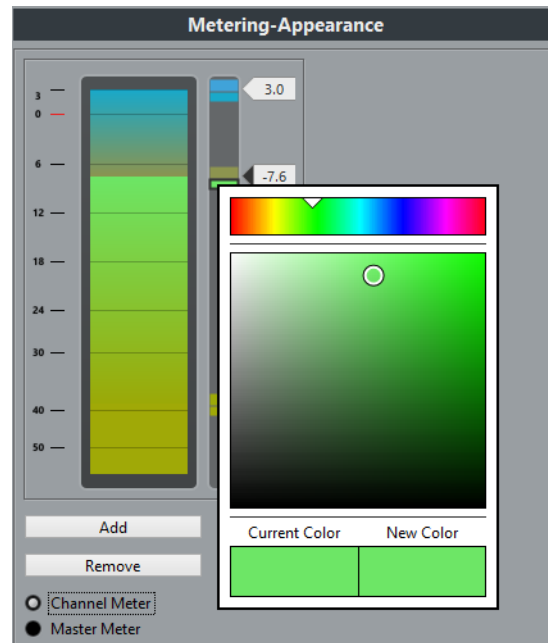 Metering-Appearance
3
0
6
12
18
24
30
40
50
3.0
-7.6
Add
Remove
Channel Meter
Master Meter
Current Color
New Color